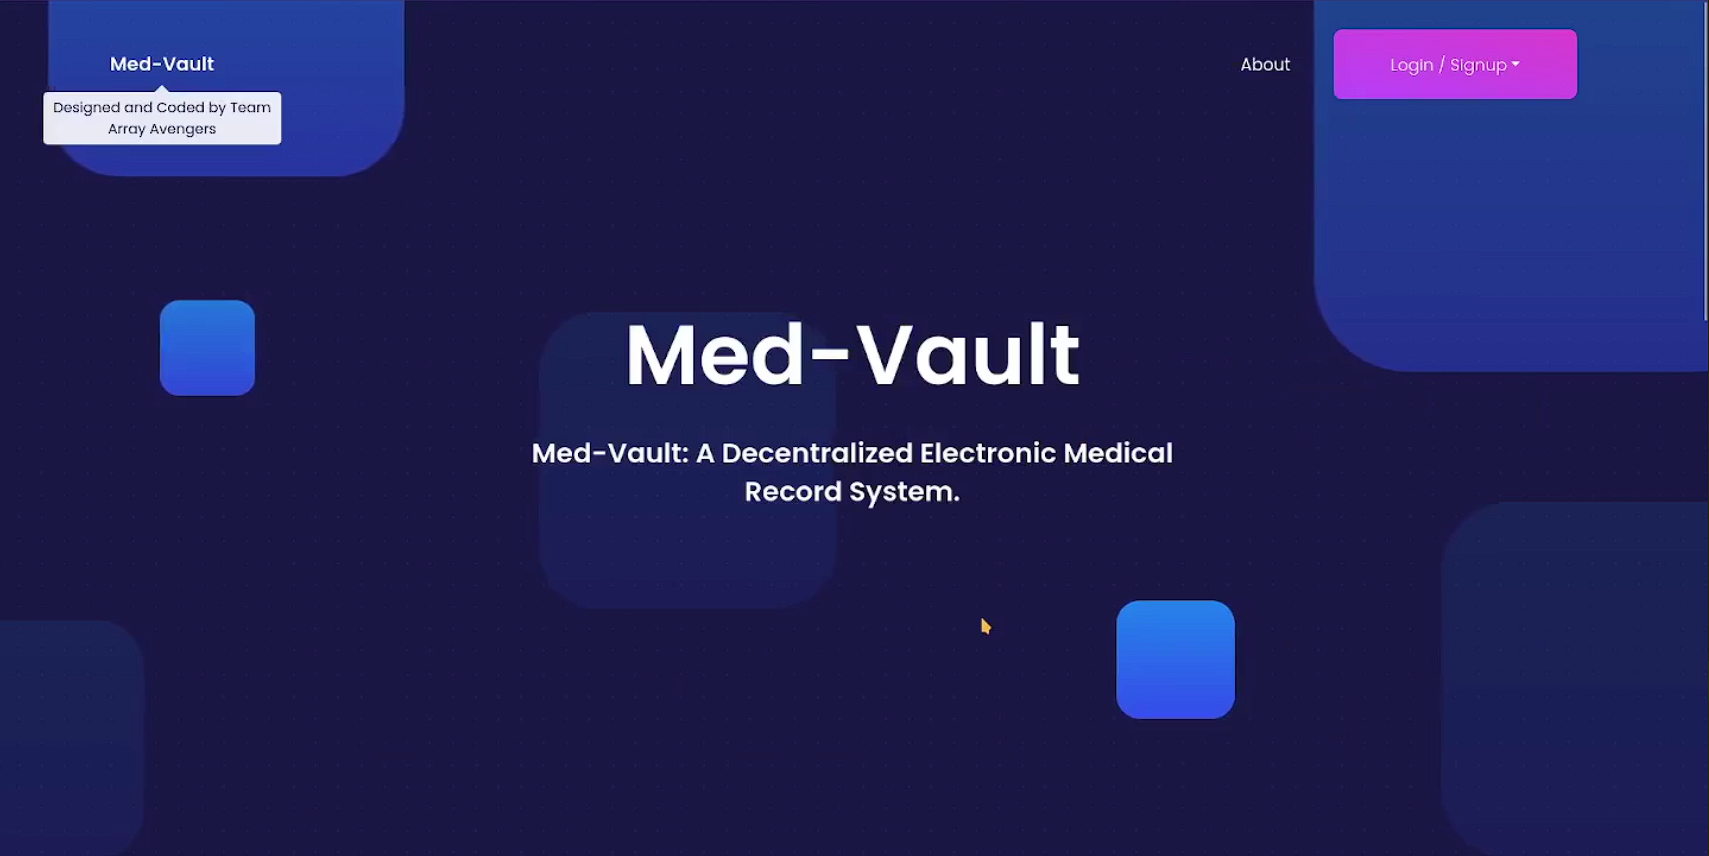 Med-Vault
About
Login / Signup
Designed and Coded by Team
Array Avengers
Med-Vault
Med-Vault: A Decentralized Electronic Medical
Record System.